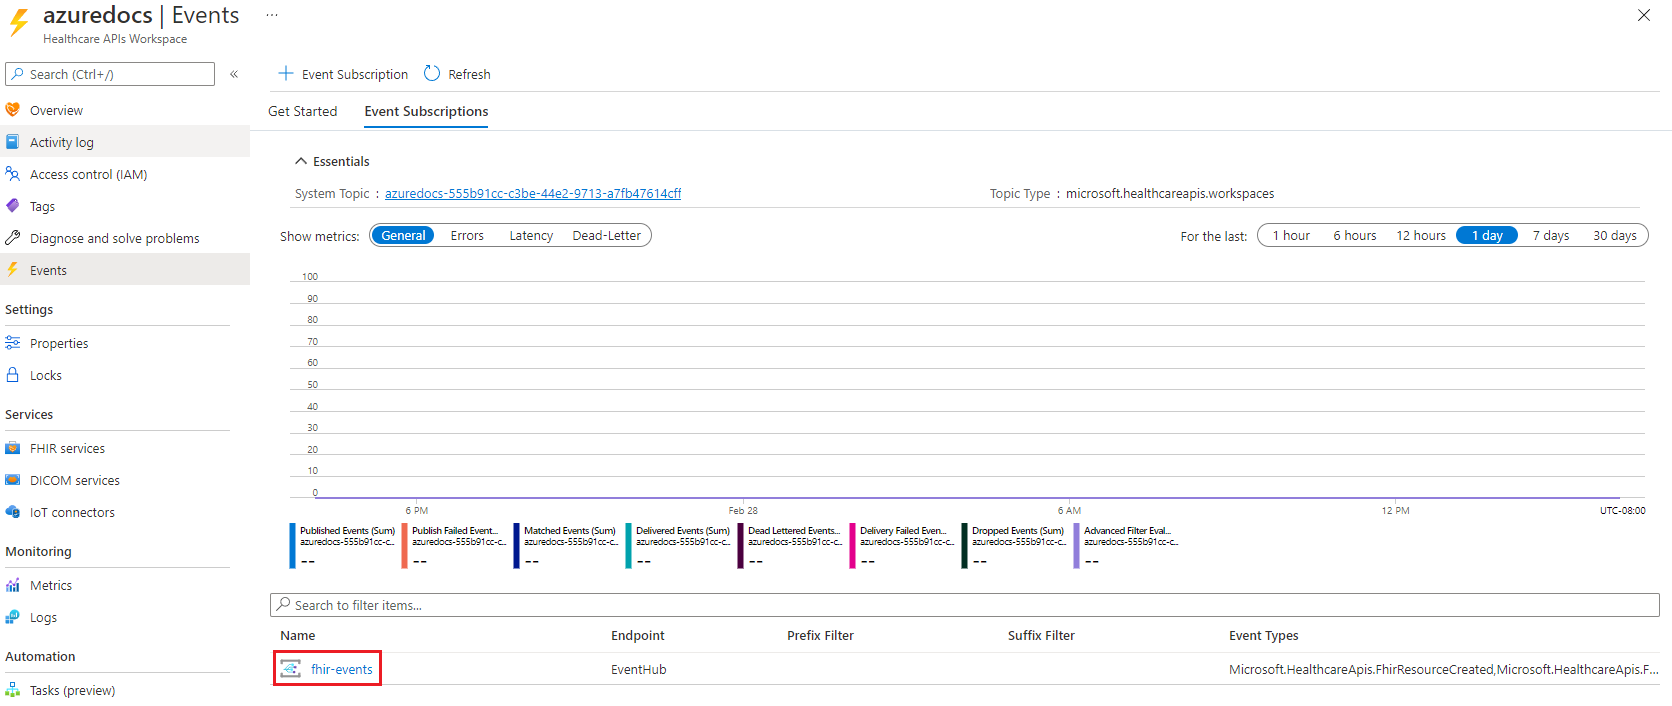 azuredocs | Events ...
Healthcare APIs Workspace
Search (Ctrl+/)
«
Overview
Activity log
Access control (IAM)
Tags
Diagnose and solve problems
Events
Settings
Properties
Locks
Services
FHIR services
DICOM services
IoT connectors
Monitoring
Metrics
Logs
Automation
Tasks (preview)
Event Subscription Refresh
Get Started Event Subscriptions
Essentials
System Topic : azuredocs-555b91cc-c3be-44e2-9713-a7fb47614cff Topic Type : microsoft.healthcareapis.workspaces
Show metrics: General Errors Latency Dead-Letter For the last: 1 hour 6 hours 12 hours 1 day 7 days 30 days
100
90
80
70
60
50
40
30
20
10
0
6 PM Feb 28 6 AM 12 PM UTC-08:00
Published Events (Sum) Publish Failed Event... Matched Events (Sum) Delivered Events (Sum) Dead Lettered Events... Delivery Failed Even... Dropped Events (Sum) Advanced Filter Eval...
azuredocs-555b91cc-c... azuredocs-555b91cc-c... azuredocs-555b91cc-c... azuredocs-555b91cc-c... azuredocs-555b91cc-c... azuredocs-555b91cc-c... azuredocs-555b91cc-c... azuredocs-555b91cc-c...
-- -- -- -- -- -- -- --
Search to filter items...
Name Endpoint Prefix Filter Suffix Filter Event Types
fhir-events EventHub Microsoft.HealthcareApis.FhirResourceCreated,Microsoft.HealthcareApis.F...